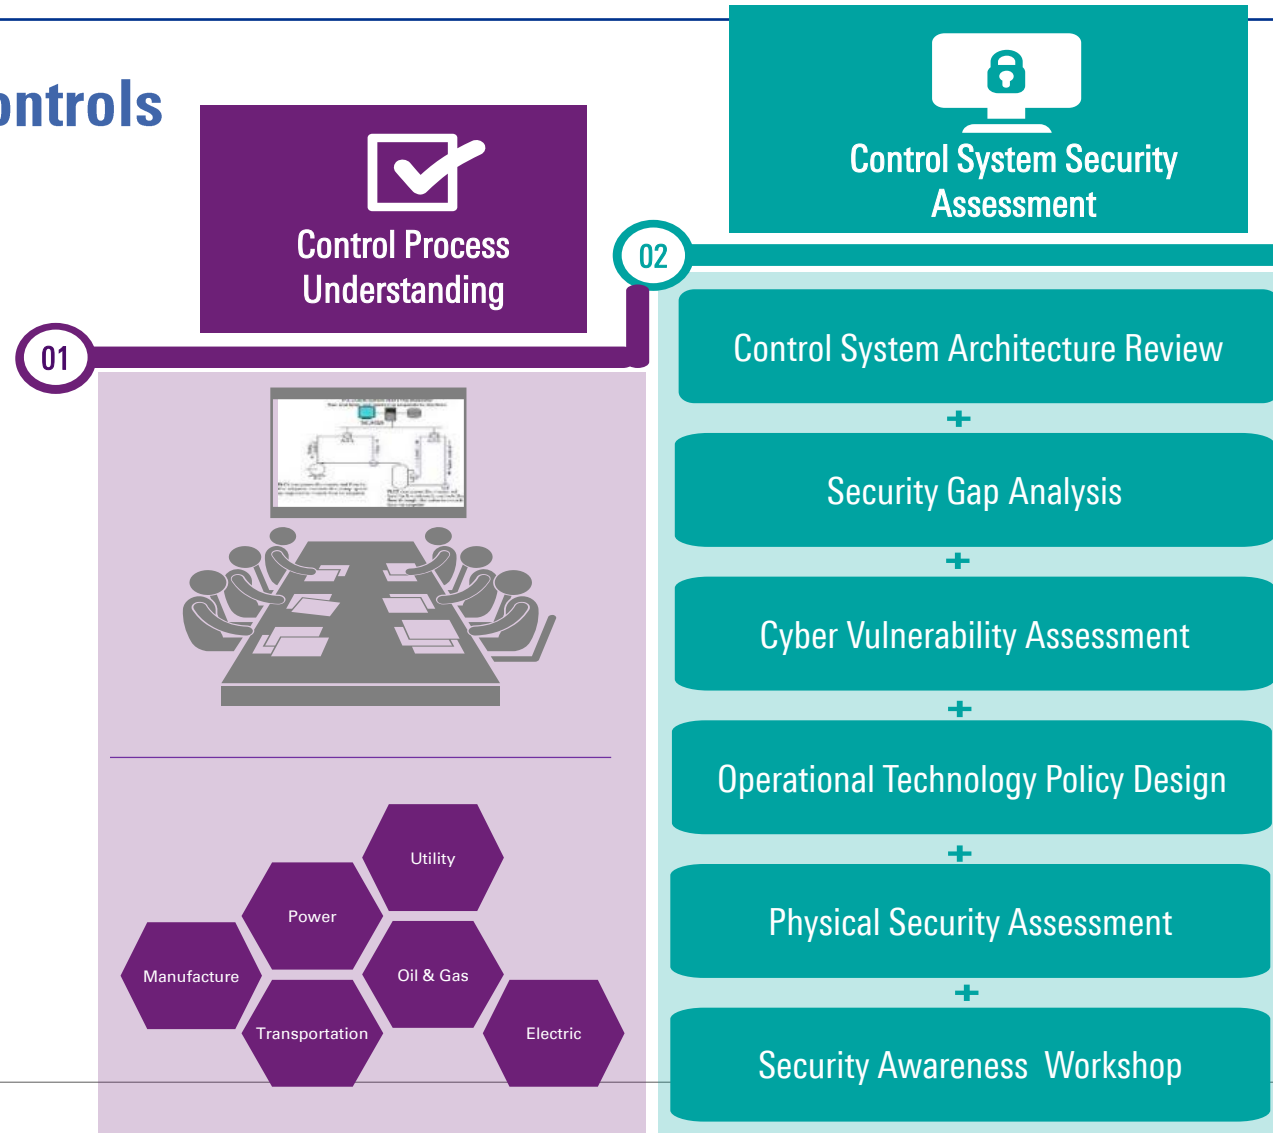 ontrols
Control Process
Understanding
01
Utility
Power
Manufacture
Oil & Gas
Transportation
Electric
Control System Security
Assessment
02
Control System Architecture Review
+
Security Gap Analysis
+
Cyber Vulnerability Assessment
+
Operational Technology Policy Design
+
Physical Security Assessment
+
Security Awareness Workshop